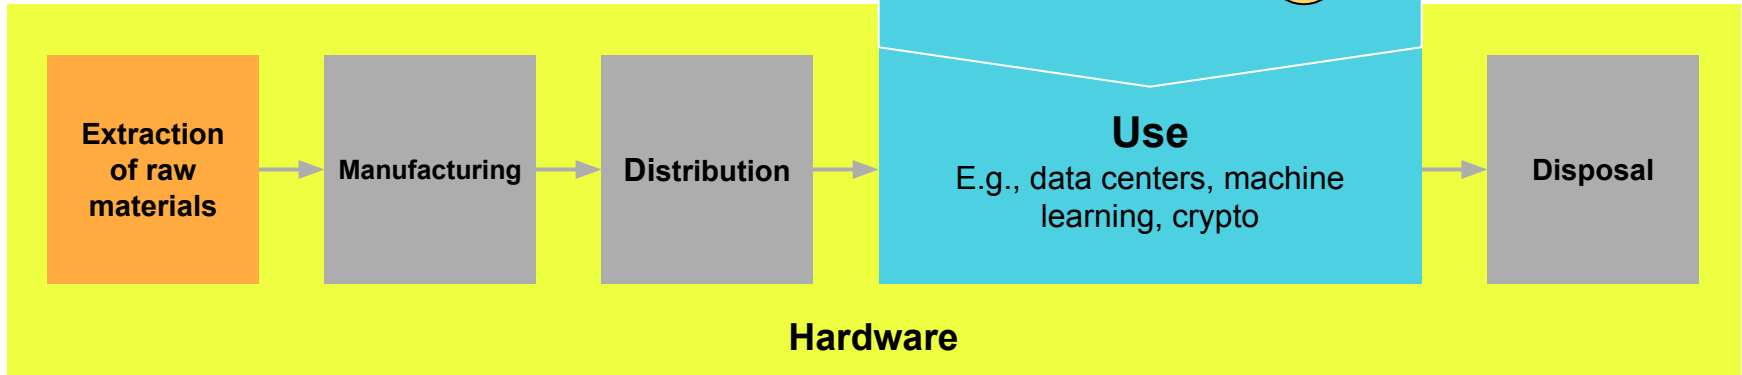 Extraction
of raw
materials
Manufacturing
Distribution
Use
E.g., data centers, machine
learning, crypto
Disposal
Hardware